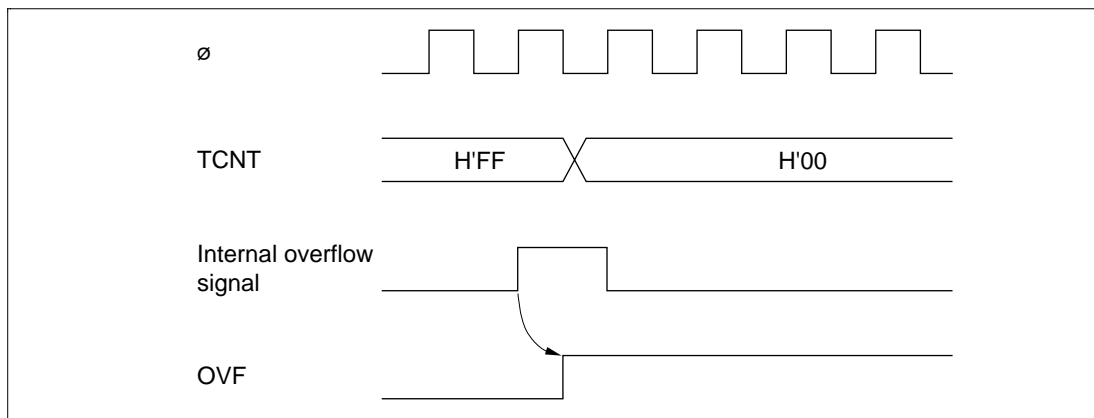 ø
TCNT
H'FF
H'00
Internal overflow
signal
OVF